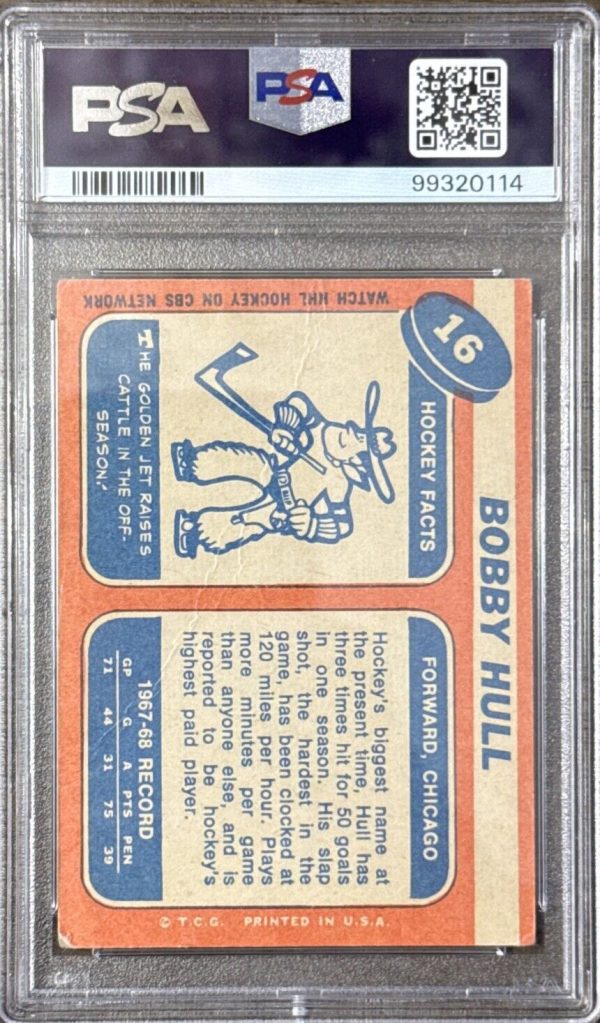 PSA
PSA
99320114
16
BOBBY HULL
HOCKEY FACTS
THE GOLDEN JET RAISES
CATTLE IN THE OFF-
SEASON.
WATCH NHL HOCKEY ON CBS NETWORK
FORWARD, CHICAGO
Hockey's biggest name at
the present time, Hull has
three times hit for 50 goals
in one season. His slap
shot, the hardest in the
game, has been clocked at
120 miles per hour. Plays
more minutes per game
than anyone else, and is
reported to be hockey's
highest paid player.
1967-68 RECORD
GP G A PTS PEN
71 44 31 75 39
© T.C.G. PRINTED IN U.S.A.